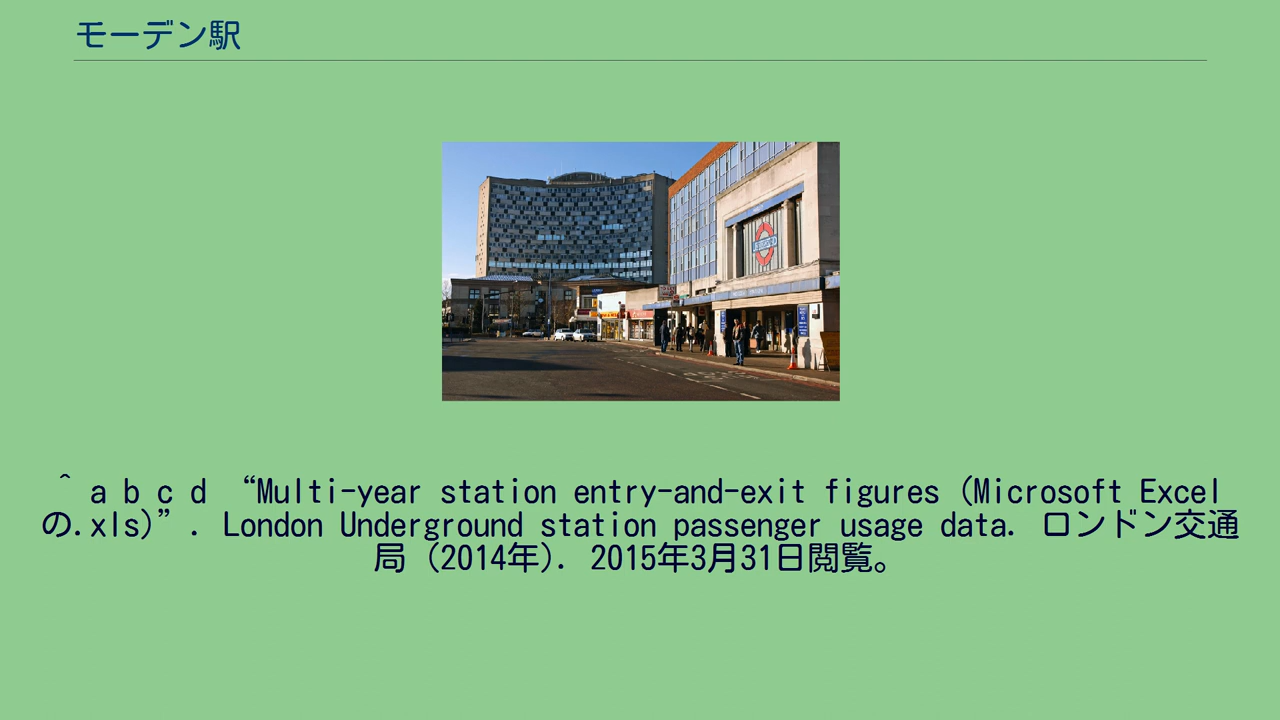 モーデン駅
^ a b c d “Multi-year station entry-and-exit figures (Microsoft Excel
の.xls)”. London Underground station passenger usage data. ロンドン交通
局 (2014年). 2015年3月31日閲覧。